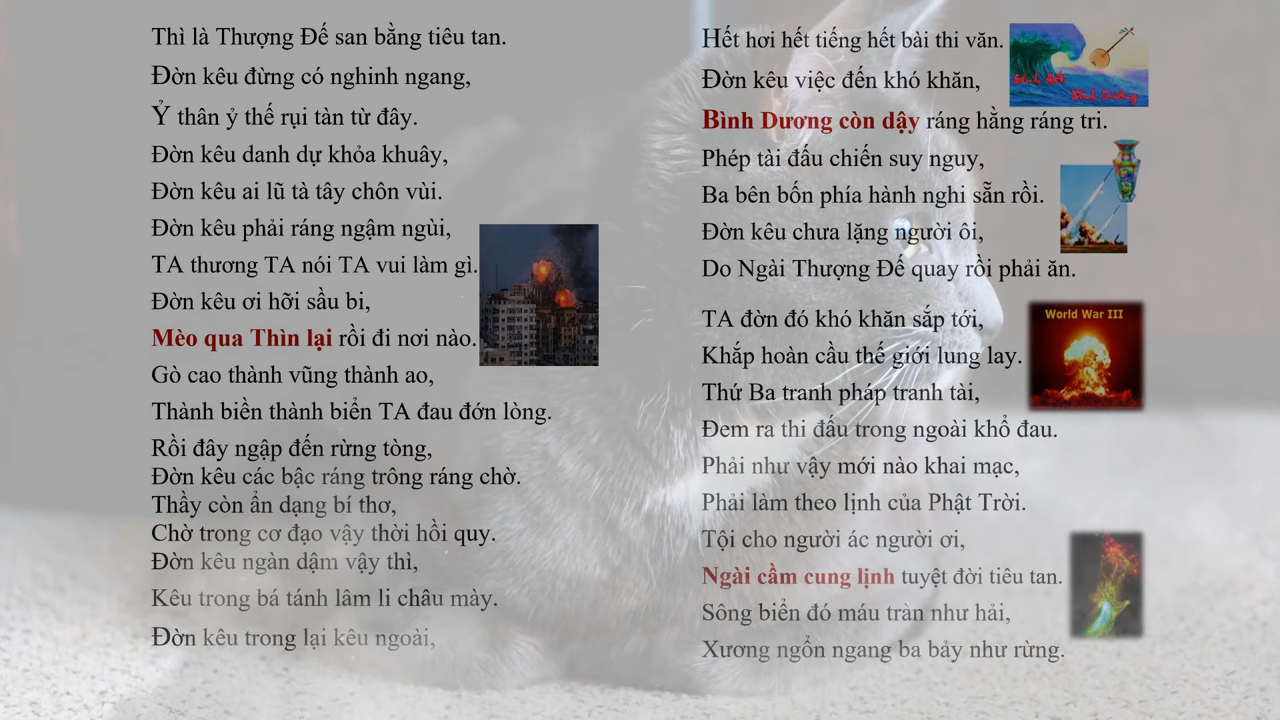 Thì là Thượng Đế san bằng tiêu tan.
Đờn kêu đừng có nghinh ngang,
Ỷ thân ỷ thế rụi tàn từ đây.
Đờn kêu danh dự khỏa khuây,
Đờn kêu ai lũ tà tây chôn vùi.
Đờn kêu phải ráng ngậm ngùi,
TA thương TA nói TA vui làm gì.
Đờn kêu ơi hỡi sầu bi,
Mèo qua Thìn lại rồi đi nơi nào.
Gò cao thành vũng thành ao,
Thành biền thành biển TA đau đớn lòng.
Rồi đây ngập đến rừng tòng,
Đờn kêu các bậc ráng trông ráng chờ.
Thầy còn ẩn dạng bí thơ,
Chờ trong cơ đạo vậy thời hồi quy.
Đờn kêu ngàn dậm vậy thì,
Kêu trong bá tánh lâm li châu mày.
Đờn kêu trong lại kêu ngoài,
Hết hơi hết tiếng hết bài thi văn.
Đờn kêu việc đến khó khăn,
Bình Dương còn dậy ráng hằng ráng tri.
Phép tài đấu chiến suy nguy,
Ba bên bốn phía hành nghi sẵn rồi.
Đờn kêu chưa lặng người ôi,
Do Ngài Thượng Đế quay rồi phải ăn.
TA đờn đó khó khăn sắp tới,
Khắp hoàn cầu thế giới lung lay.
Thứ Ba tranh pháp tranh tài,
Đem ra thi đấu trong ngoài khổ đau.
Phải như vậy mới nào khai mạc,
Phải làm theo lịnh của Phật Trời.
Tội cho người ác người ơi,
Ngài cầm cung lịnh tuyệt đời tiêu tan.
Sông biển đó máu tràn như hải,
Xương ngổn ngang ba bảy như rừng.
Bình Dương
World War III